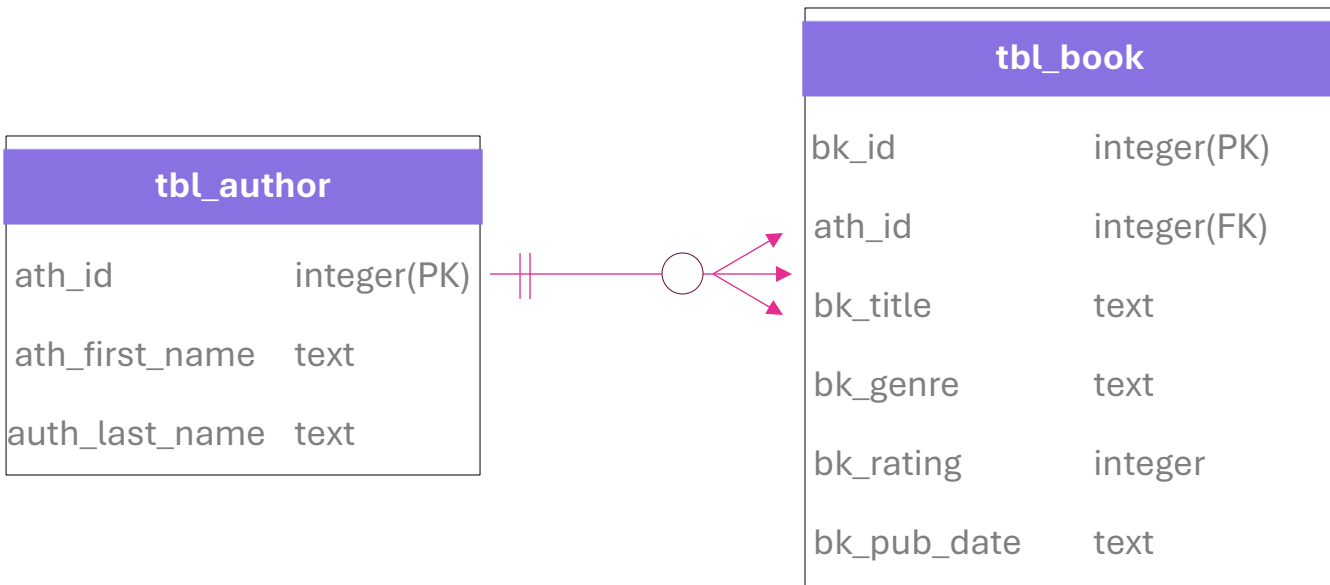 tbl_author
ath_id integer(PK)
ath_first_name text
auth_last_name text
tbl_book
bk_id integer(PK)
ath_id integer(FK)
bk_title text
bk_genre text
bk_rating integer
bk_pub_date text